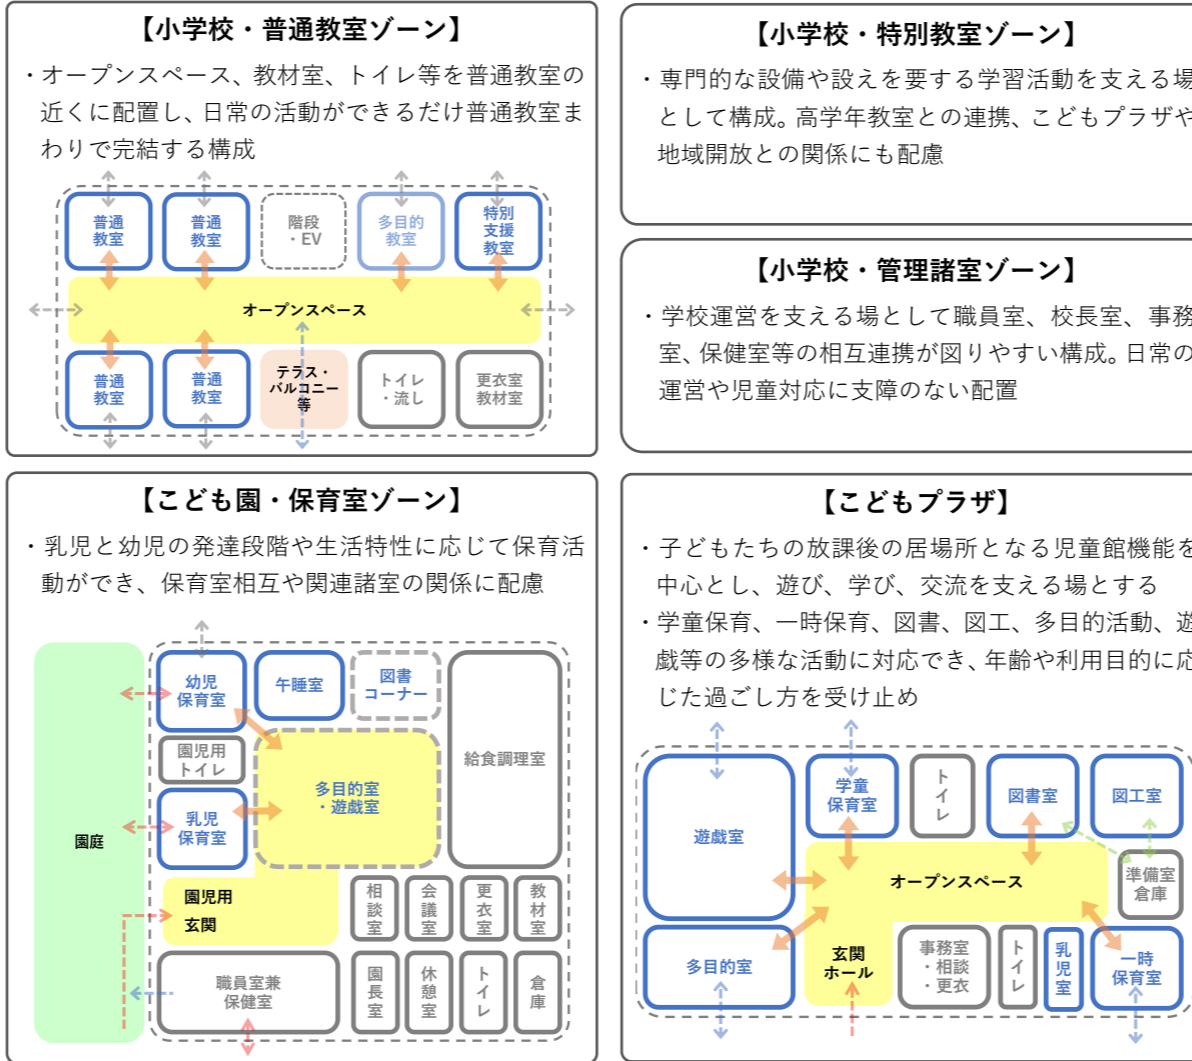 【小学校・普通教室ゾーン】
・オープンスペース、教材室、トイレ等を普通教室の
近くに配置し、日常の活動ができるだけ普通教室ま
わりで完結する構成
普通
教室
普通
教室
階段
・EV
多目的
教室
特別
支援
教室
オープンスペース
普通
教室
普通
教室
テラス・
バルコニー
等
トイレ
・流し
更衣室
教材室
【小学校・特別教室ゾーン】
・専門的な設備や設えを要する学習活動を支える場
として構成。高学年教室との連携、こどもプラザや
地域開放との関係にも配慮
【小学校・管理諸室ゾーン】
・学校運営を支える場として職員室、校長室、事務
室、保健室等の相互連携が図りやすい構成。日常の
運営や児童対応に支障のない配置
【こども園・保育室ゾーン】
・乳児と幼児の発達段階や生活特性に応じて保育活
動ができ、保育室相互や関連諸室の関係に配慮
幼児
保育室
午睡室
図書
コーナー
園児用
トイレ
給食調理室
多目的室
・遊戯室
乳児
保育室
園庭
園児用
玄関
相談室
会議室
更衣室
教材室
職員室兼
保健室
園長室
休憩室
トイレ
倉庫
【こどもプラザ】
・子どもたちの放課後の居場所となる児童館機能を
中心とし、遊び、学び、交流を支える場とする
・学童保育、一時保育、図書、図工、多目的活動、遊
戯等の多様な活動に対応でき、年齢や利用目的に応
じた過ごし方を受け止め
遊戯室
学童
保育室
トイレ
図書室
図工室
オープンスペース
準備室
倉庫
多目的室
玄関
ホール
事務室
・相談
・更衣
トイレ
乳児室
一時
保育室